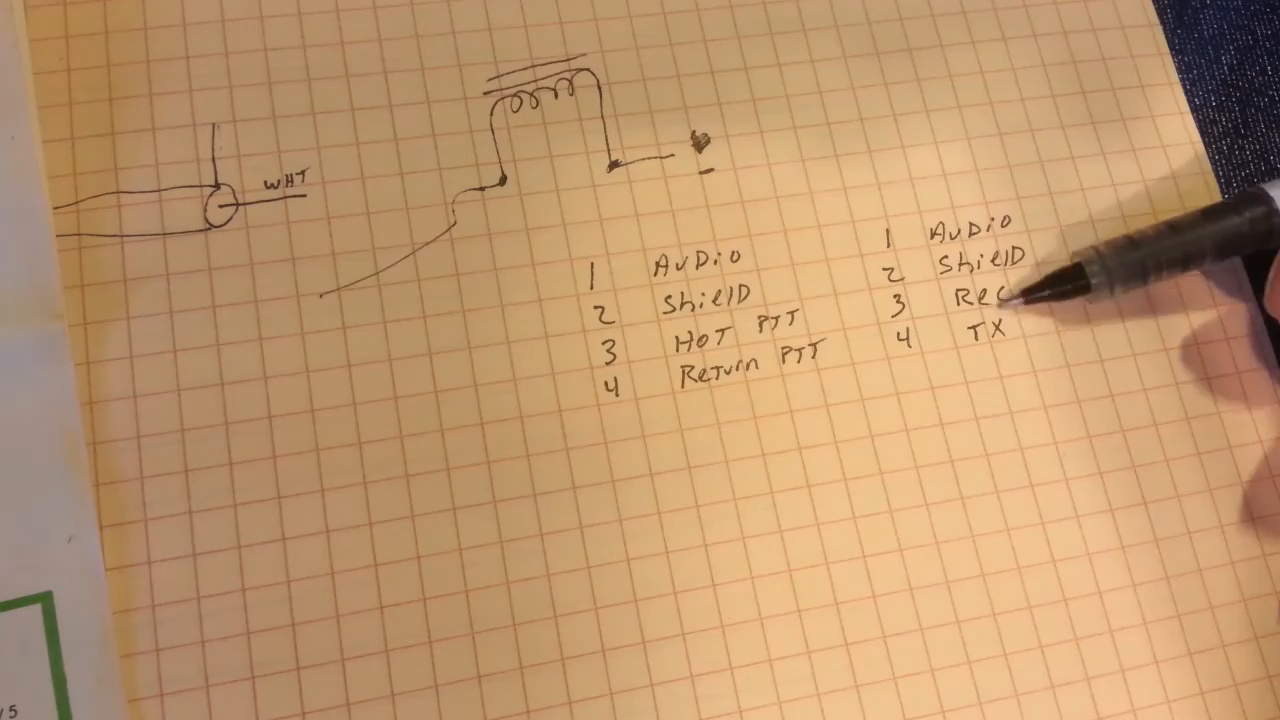 WHT
1 AUDiO
2 ShielD
3 HOT PTT
4 ReTurn PTT
1 AUDiO
2 ShielD
3 Rec
4 TX